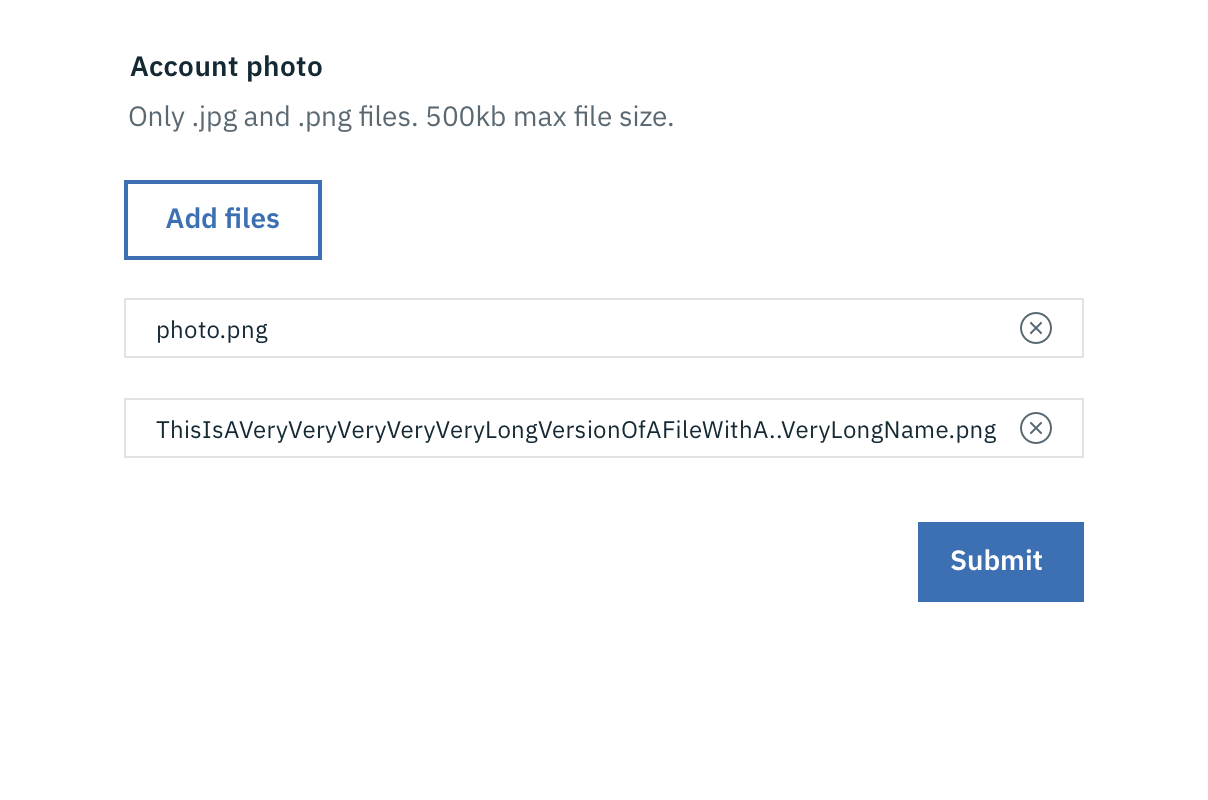 Account photo
Only .jpg and .png files. 500kb max file size.
Add files
photo.png
ThisIsAVeryVeryVeryVeryVeryLongVersionOfAFileWithA..VeryLongName.png
Submit